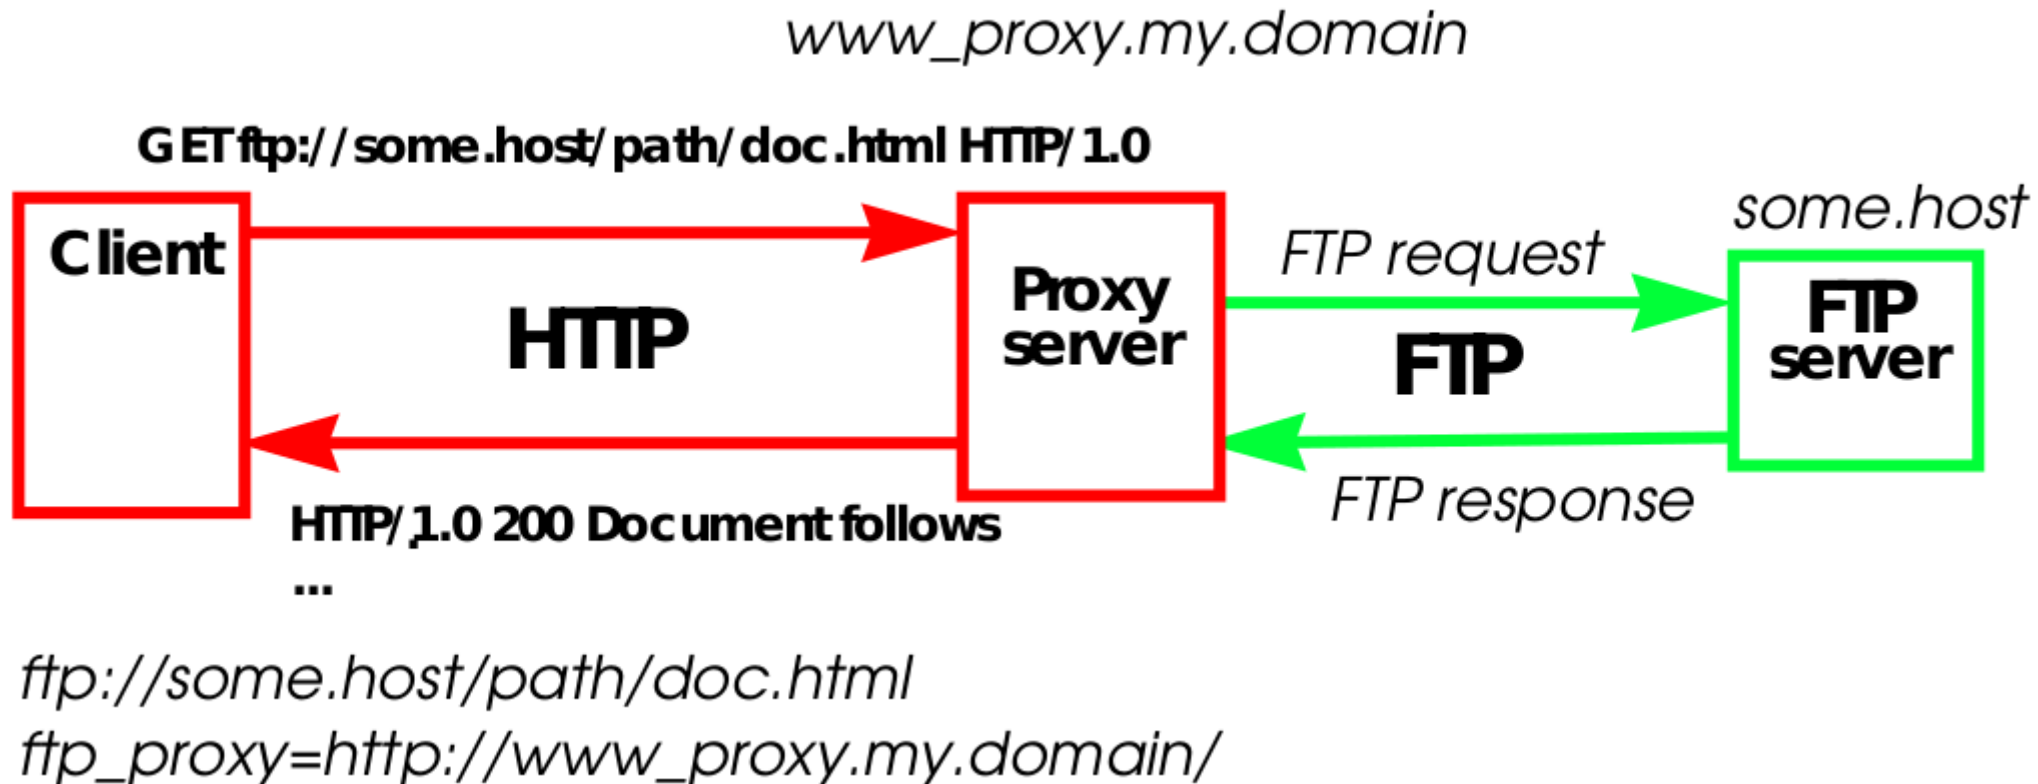 www_proxy.my.domain
GET ftp://some.host/path/doc.html HTTP/1.0
some.host
Client
FTP request
Proxy
server
FTP
server
HTTP
FTP
FTP response
HTTP/1.0 200 Document follows
...
ftp://some.host/path/doc.html
ftp_proxy=http://www_proxy.my.domain/